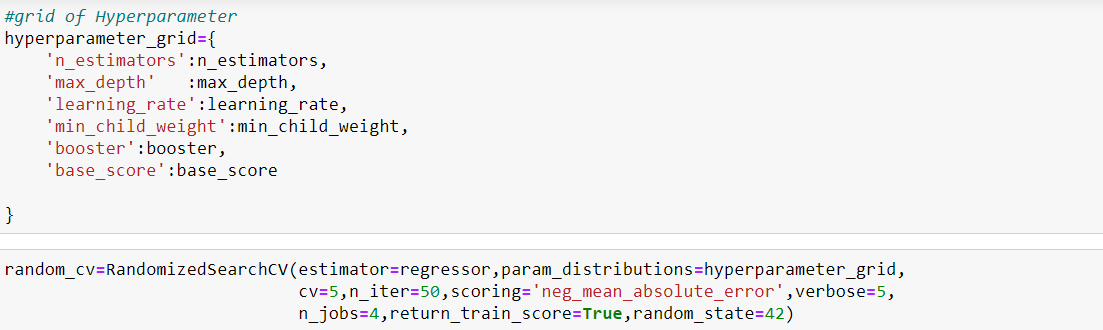 #grid of Hyperparameter
hyperparameter_grid={
    'n_estimators':n_estimators,
    'max_depth'   :max_depth,
    'learning_rate':learning_rate,
    'min_child_weight':min_child_weight,
    'booster':booster,
    'base_score':base_score
}
random_cv=RandomizedSearchCV(estimator=regressor,param_distributions=hyperparameter_grid,
                             cv=5,n_iter=50,scoring='neg_mean_absolute_error',verbose=5,
                             n_jobs=4,return_train_score=True,random_state=42)